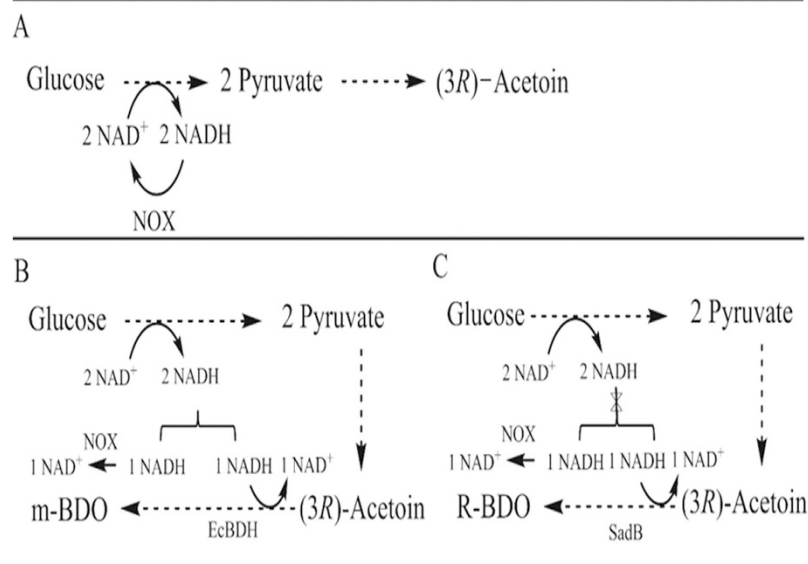 A
Glucose 2 Pyruvate (3R)-Acetoin
2 NAD⁺ 2 NADH
NOX
B
Glucose 2 Pyruvate
2 NAD⁺ 2 NADH
NOX
1 NAD⁺ 1 NADH 1 NADH 1 NAD⁺
m-BDO (3R)-Acetoin
EcBDH
C
Glucose 2 Pyruvate
2 NAD⁺ 2 NADH
NOX
1 NAD⁺ 1 NADH 1 NADH 1 NAD⁺
R-BDO (3R)-Acetoin
SadB